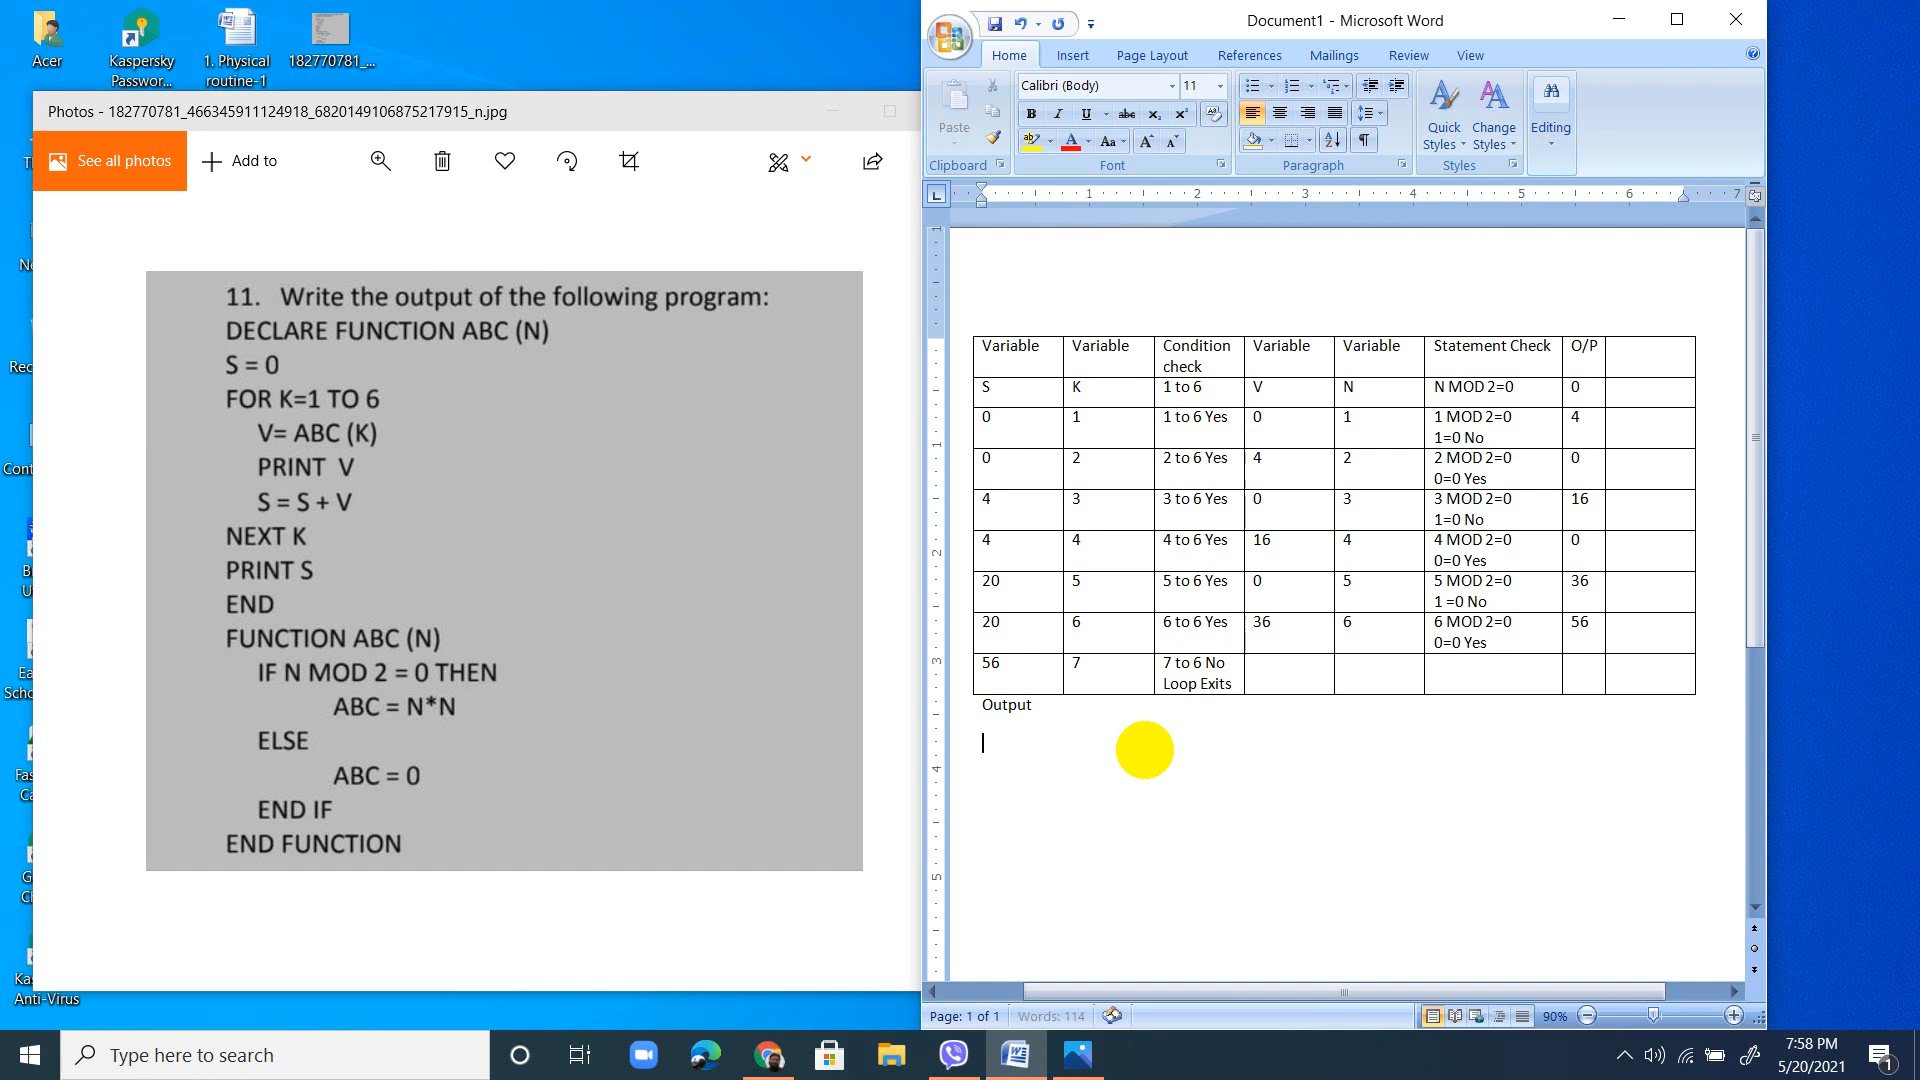 Acer
Kaspersky
Passwor...
1. Physical
routine-1
182770781_...
Photos - 182770781_466345911124918_6820149106875217915_n.jpg
See all photos
Add to
11. Write the output of the following program:
DECLARE FUNCTION ABC (N)
S = 0
FOR K=1 TO 6
V= ABC (K)
PRINT V
S = S + V
NEXT K
PRINT S
END
FUNCTION ABC (N)
IF N MOD 2 = 0 THEN
ABC = N*N
ELSE
ABC = 0
END IF
END FUNCTION
Anti-Virus
Document1 - Microsoft Word
Home Insert Page Layout References Mailings Review View
Paste
Clipboard
Calibri (Body) 11
Font
Paragraph
Quick
Styles
Change
Styles
Styles
Editing
1 2 3 4 5 6 7
Variable Variable Condition check Variable Variable Statement Check O/P
S K 1 to 6 V N N MOD 2=0 0
0 1 1 to 6 Yes 0 1 1 MOD 2=0 4
1=0 No
0 2 2 to 6 Yes 4 2 2 MOD 2=0 0
0=0 Yes
4 3 3 to 6 Yes 0 3 3 MOD 2=0 16
1=0 No
4 4 4 to 6 Yes 16 4 4 MOD 2=0 0
0=0 Yes
20 5 5 to 6 Yes 0 5 5 MOD 2=0 36
1 =0 No
20 6 6 to 6 Yes 36 6 6 MOD 2=0 56
0=0 Yes
56 7 7 to 6 No
Loop Exits
Output
Page: 1 of 1 Words: 114 90%
Type here to search
7:58 PM
5/20/2021
1